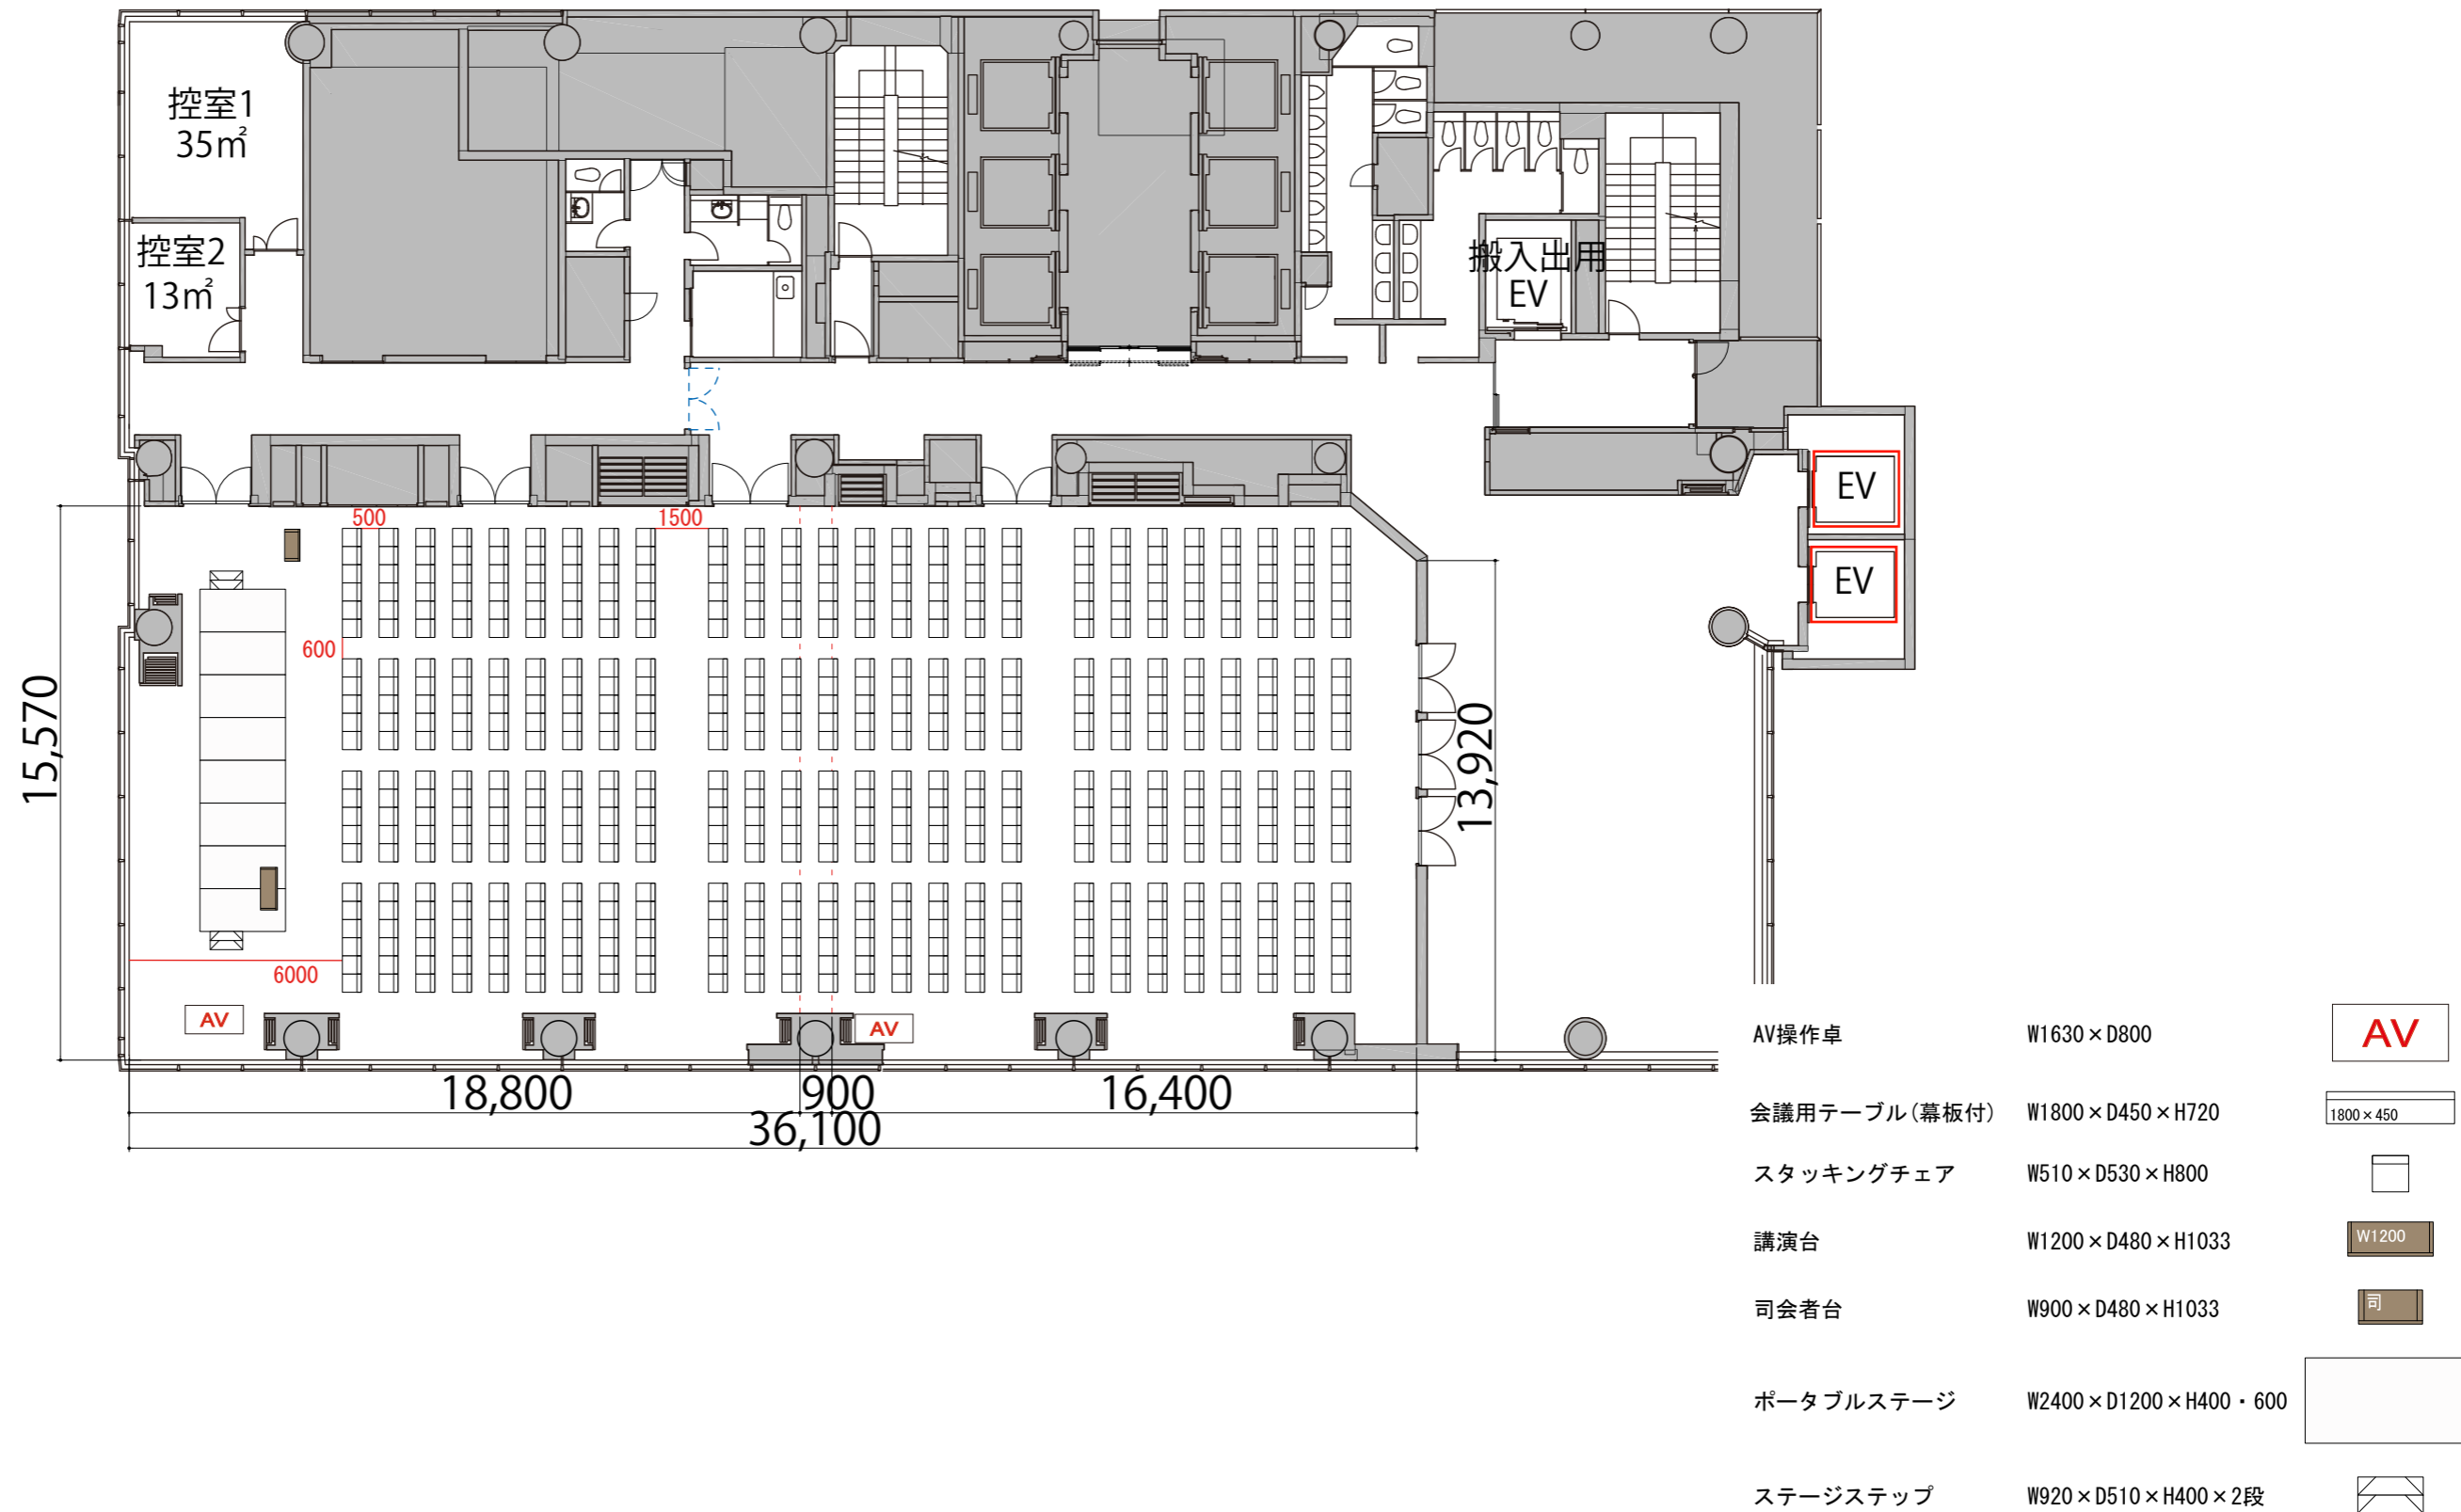 控室1
35㎡
控室2
13㎡
搬入出用
EV
EV
EV
500
1500
600
15,570
13,920
6000
AV
AV
18,800
900
16,400
36,100
AV操作卓 W1630×D800 AV
会議用テーブル(幕板付) W1800×D450×H720 1800×450
スタッキングチェア W510×D530×H800
講演台 W1200×D480×H1033 W1200
司会者台 W900×D480×H1033 司
ポータブルステージ W2400×D1200×H400・600
ステージステップ W920×D510×H400×2段